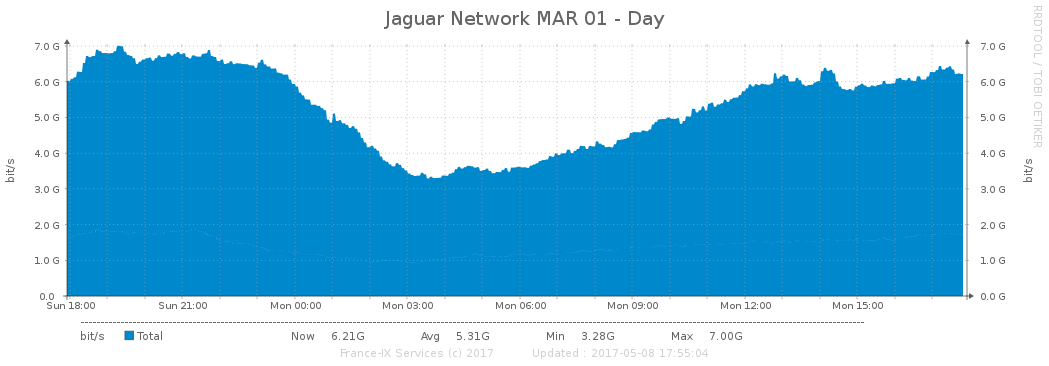 Jaguar Network MAR 01 - Day
RRDTOOL / TOBI OETIKER
bit/s
7.0 G
6.0 G
5.0 G
4.0 G
3.0 G
2.0 G
1.0 G
0.0
7.0 G
6.0 G
5.0 G
4.0 G
3.0 G
2.0 G
1.0 G
0.0 G
bit/s
Sun 18:00 Sun 21:00 Mon 00:00 Mon 03:00 Mon 06:00 Mon 09:00 Mon 12:00 Mon 15:00
bit/s Total Now 6.21G Avg 5.31G Min 3.28G Max 7.00G
France-IX Services (c) 2017 Updated : 2017-05-08 17:55:04